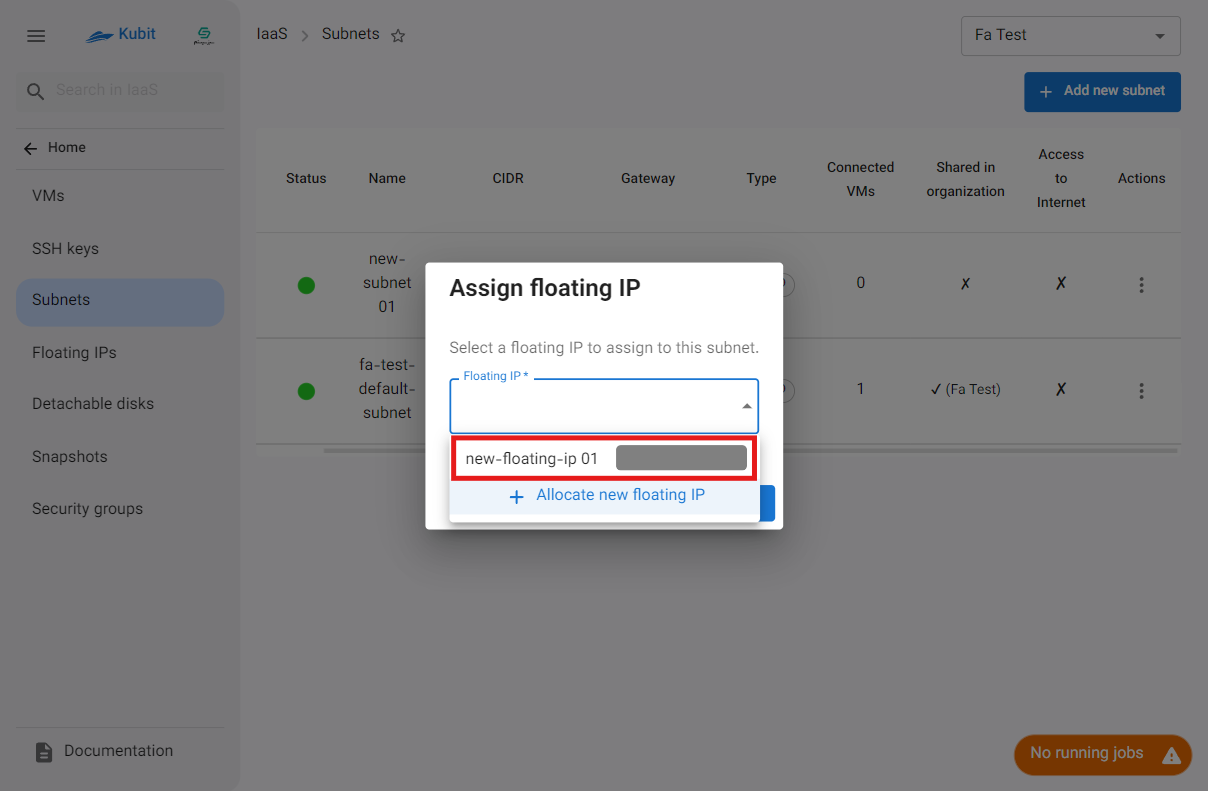 Kubit
IaaS
Subnets
Fa Test
Search in IaaS
Add new subnet
Home
VMs
SSH keys
Subnets
Floating IPs
Detachable disks
Snapshots
Security groups
Documentation
Status
Name
CIDR
Gateway
Type
Connected
VMs
Shared in
organization
Access
to
Internet
Actions
new-
subnet
01
0
✗
✗
fa-test-
default-
subnet
1
✓ (Fa Test)
✗
Assign floating IP
Select a floating IP to assign to this subnet.
Floating IP *
new-floating-ip 01
Allocate new floating IP
No running jobs